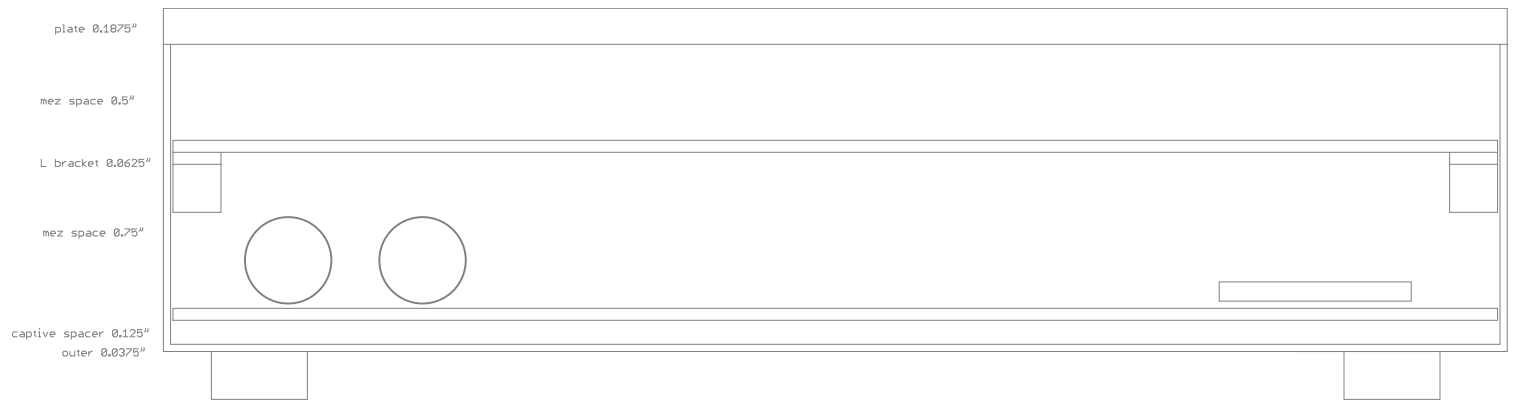 plate 0.1875"
mez space 0.5"
L bracket 0.0625"
mez space 0.75"
captive spacer 0.125"
outer 0.0375"